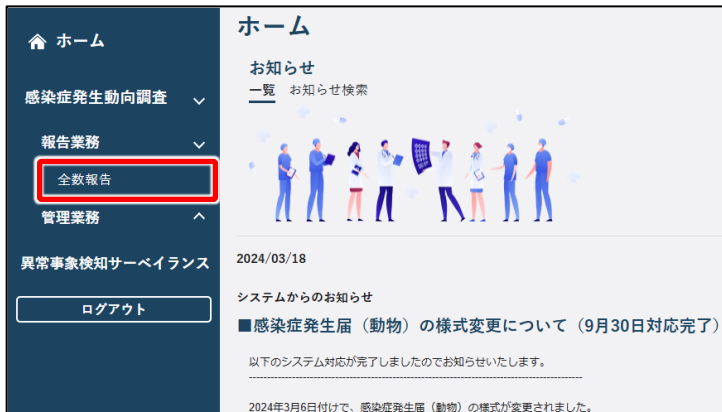 ホーム
感染症発生動向調査
報告業務
全数報告
管理業務
異常事象検知サーベイランス
ログアウト
ホーム
お知らせ
一覧 お知らせ検索
2024/03/18
システムからのお知らせ
■感染症発生届（動物）の様式変更について（9月30日対応完了）
以下のシステム対応が完了しましたのでお知らせいたします。
--------------------------------------------------------------------------------
2024年3月6日付けで、感染症発生届（動物）の様式が変更されました。